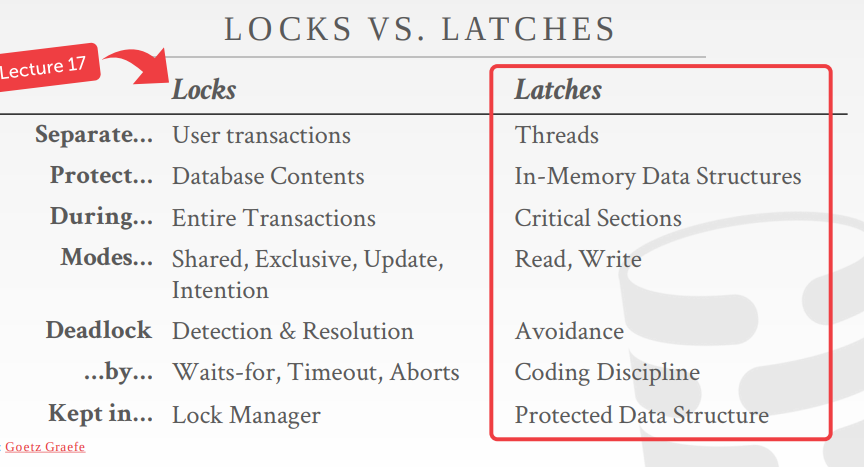 LOCKS VS. LATCHES
Lecture 17
Locks Latches
Separate... User transactions Threads
Protect... Database Contents In-Memory Data Structures
During... Entire Transactions Critical Sections
Modes... Shared, Exclusive, Update, Read, Write
Intention
Deadlock Detection & Resolution Avoidance
...by... Waits-for, Timeout, Aborts Coding Discipline
Kept in... Lock Manager Protected Data Structure
: Goetz Graefe